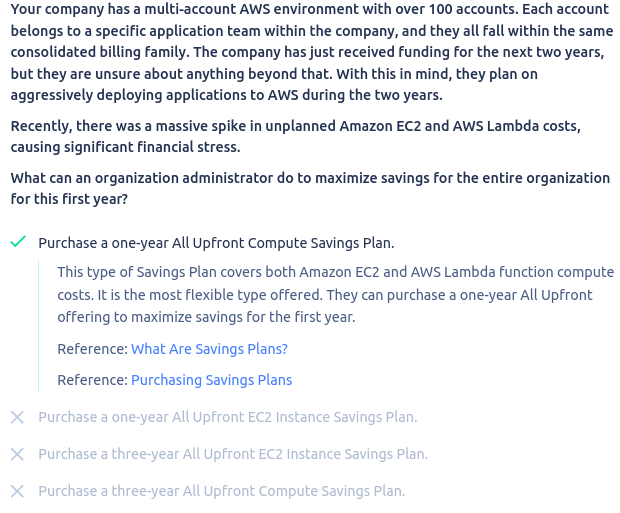 Your company has a multi-account AWS environment with over 100 accounts. Each account
belongs to a specific application team within the company, and they all fall within the same
consolidated billing family. The company has just received funding for the next two years,
but they are unsure about anything beyond that. With this in mind, they plan on
aggressively deploying applications to AWS during the two years.
Recently, there was a massive spike in unplanned Amazon EC2 and AWS Lambda costs,
causing significant financial stress.
What can an organization administrator do to maximize savings for the entire organization
for this first year?
Purchase a one-year All Upfront Compute Savings Plan.
This type of Savings Plan covers both Amazon EC2 and AWS Lambda function compute
costs. It is the most flexible type offered. They can purchase a one-year All Upfront
offering to maximize savings for the first year.
Reference: What Are Savings Plans?
Reference: Purchasing Savings Plans
Purchase a one-year All Upfront EC2 Instance Savings Plan.
Purchase a three-year All Upfront EC2 Instance Savings Plan.
Purchase a three-year All Upfront Compute Savings Plan.